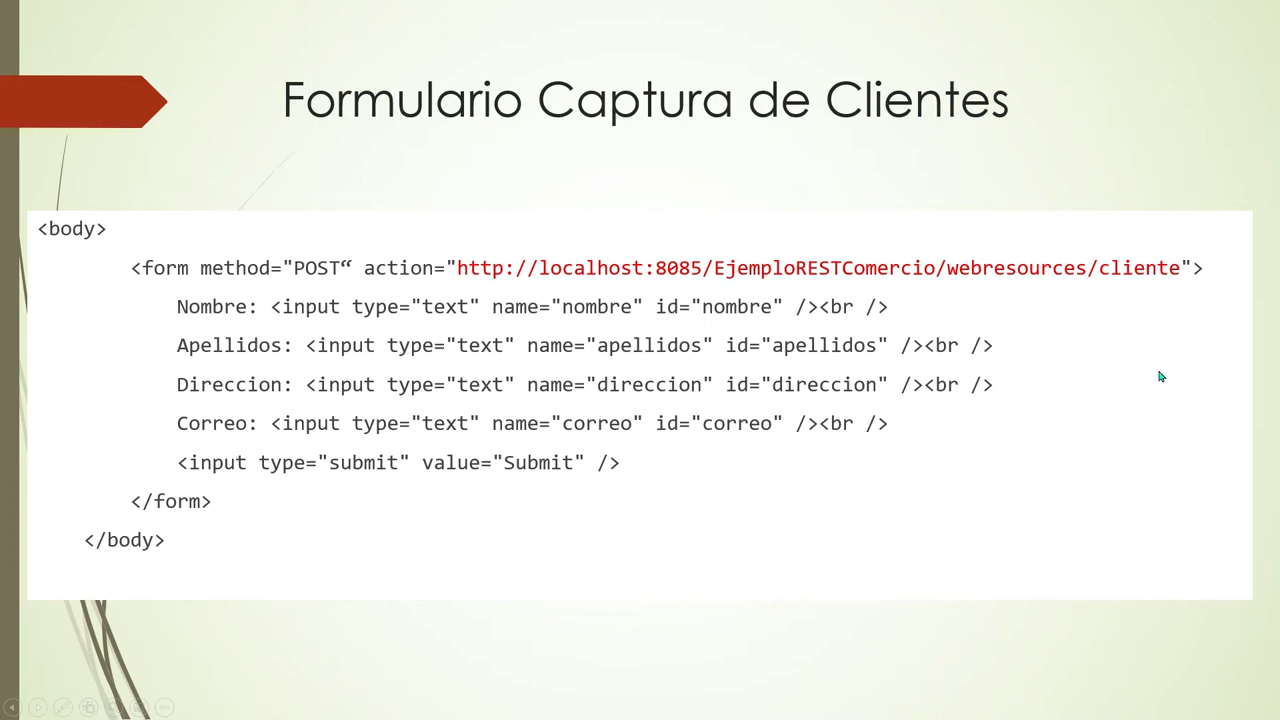 Formulario Captura de Clientes
<body>
<form method="POST“ action="http://localhost:8085/EjemploRESTComercio/webresources/cliente">
Nombre: <input type="text" name="nombre" id="nombre" /><br />
Apellidos: <input type="text" name="apellidos" id="apellidos" /><br />
Direccion: <input type="text" name="direccion" id="direccion" /><br />
Correo: <input type="text" name="correo" id="correo" /><br />
<input type="submit" value="Submit" />
</form>
</body>